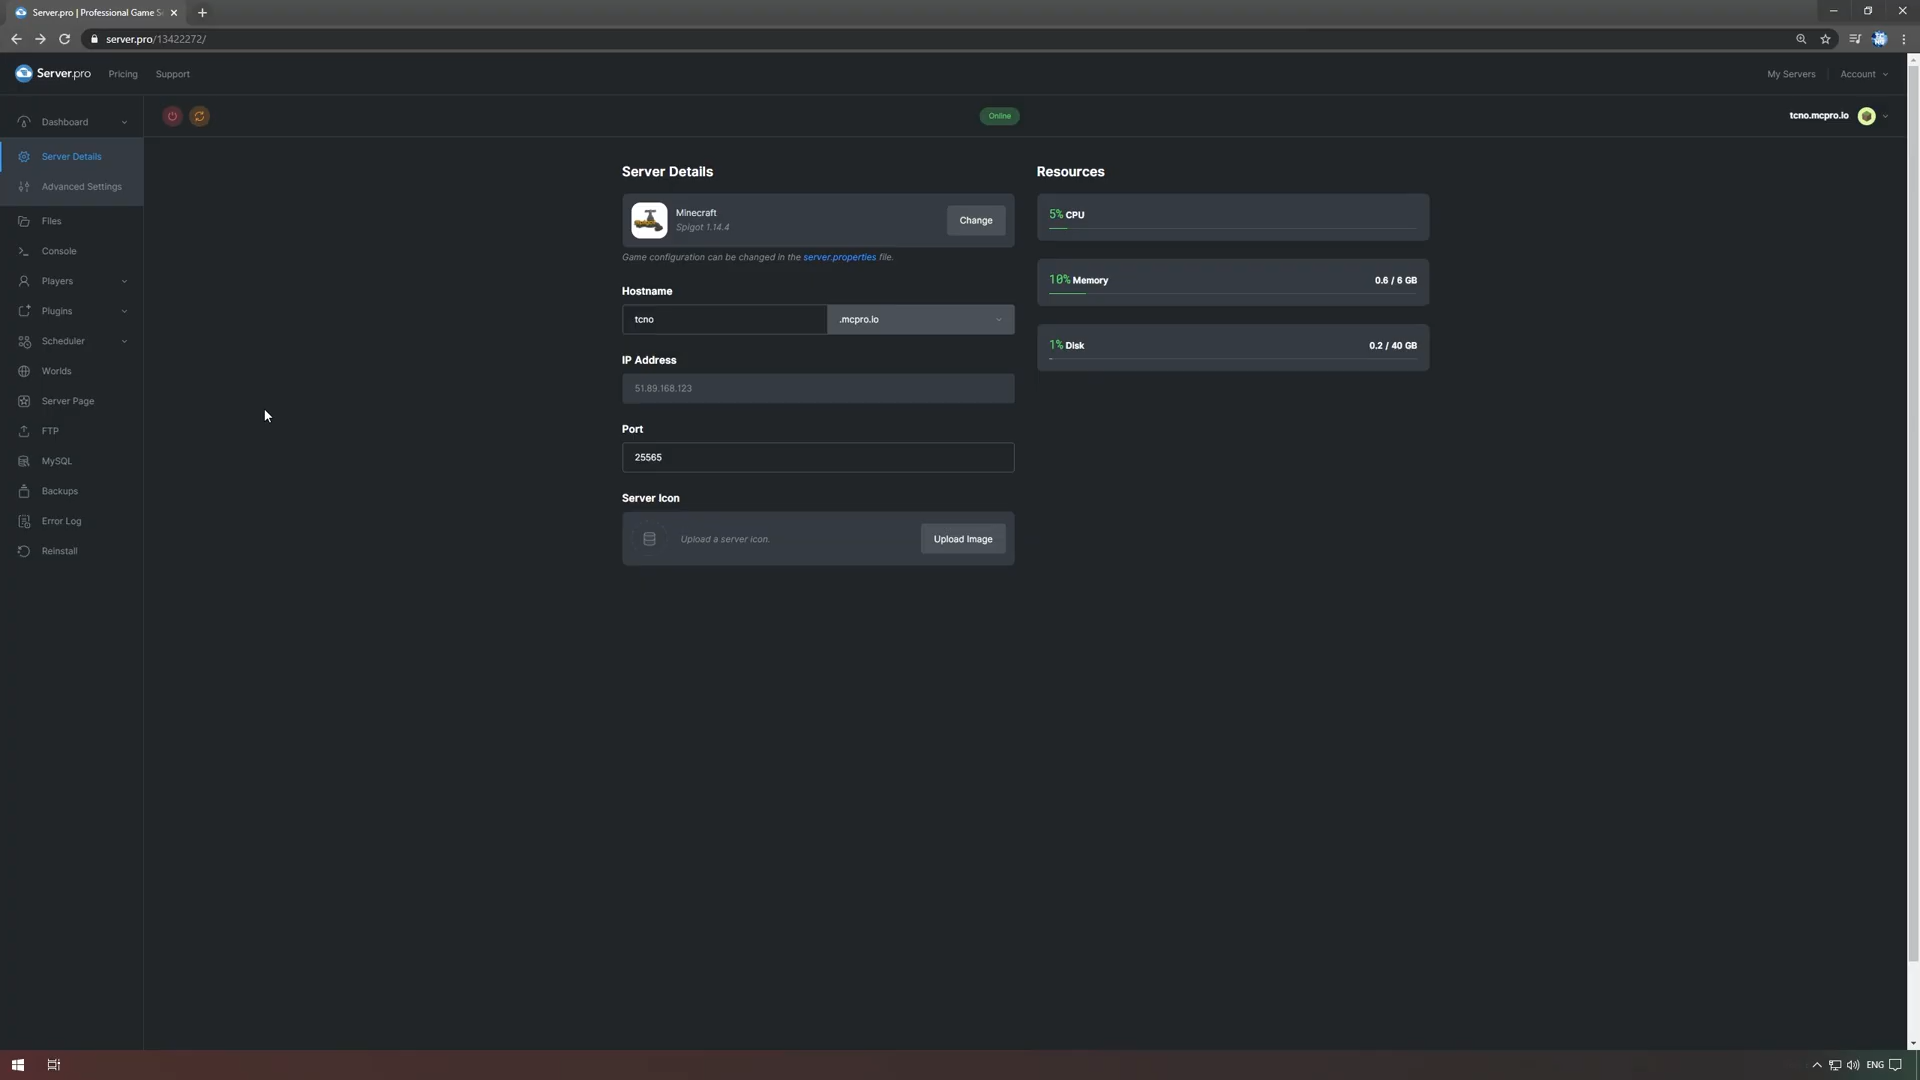 Server.pro | Professional Game S
server.pro/13422272/
Server.pro
Pricing
Support
My Servers
Account
Online
tcno.mcpro.io
Dashboard
Server Details
Advanced Settings
Files
Console
Players
Plugins
Scheduler
Worlds
Server Page
FTP
MySQL
Backups
Error Log
Reinstall
Server Details
Minecraft
Spigot 1.14.4
Change
Game configuration can be changed in the server.properties file.
Hostname
tcno
.mcpro.io
IP Address
51.89.168.123
Port
25565
Server Icon
Upload a server icon.
Upload Image
Resources
5% CPU
10% Memory
0.6 / 6 GB
1% Disk
0.2 / 40 GB
ENG